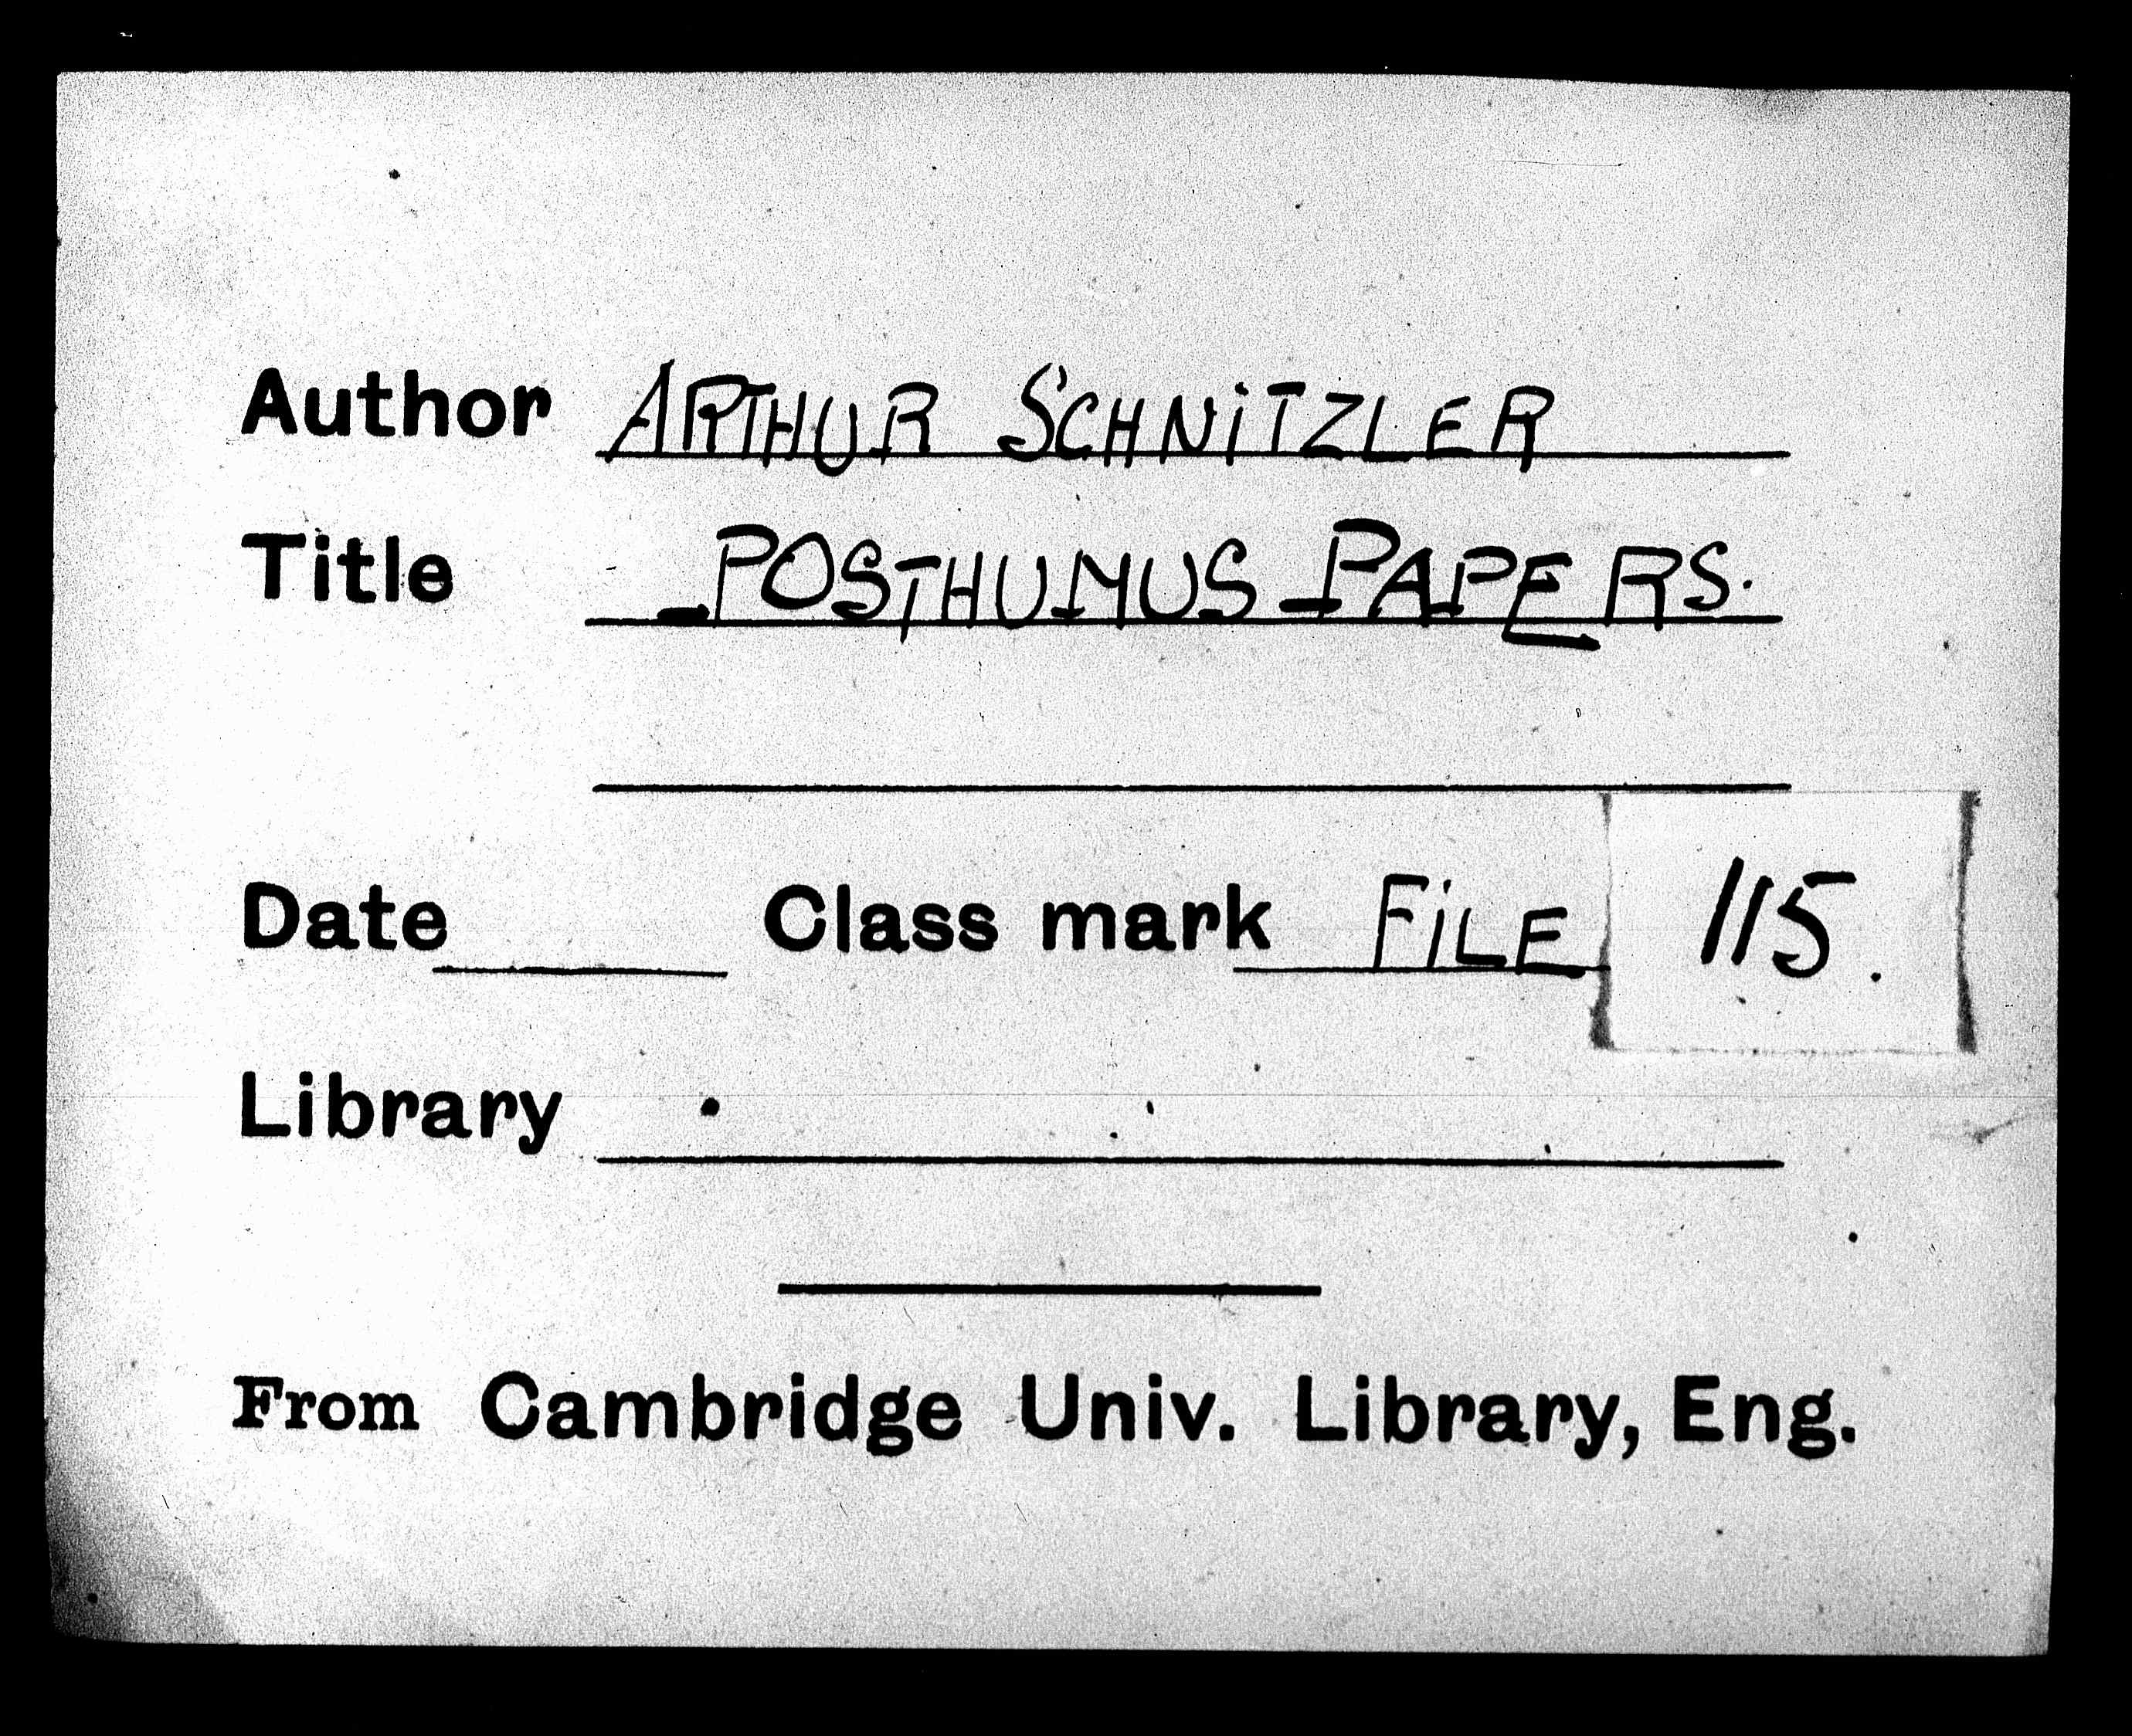 Author ARTHUR SCHNiTZLER
Title POSTHUMUS PAPERS.
Date Class mark FiLE 115.
Library
From Cambridge Univ. Library, Eng.